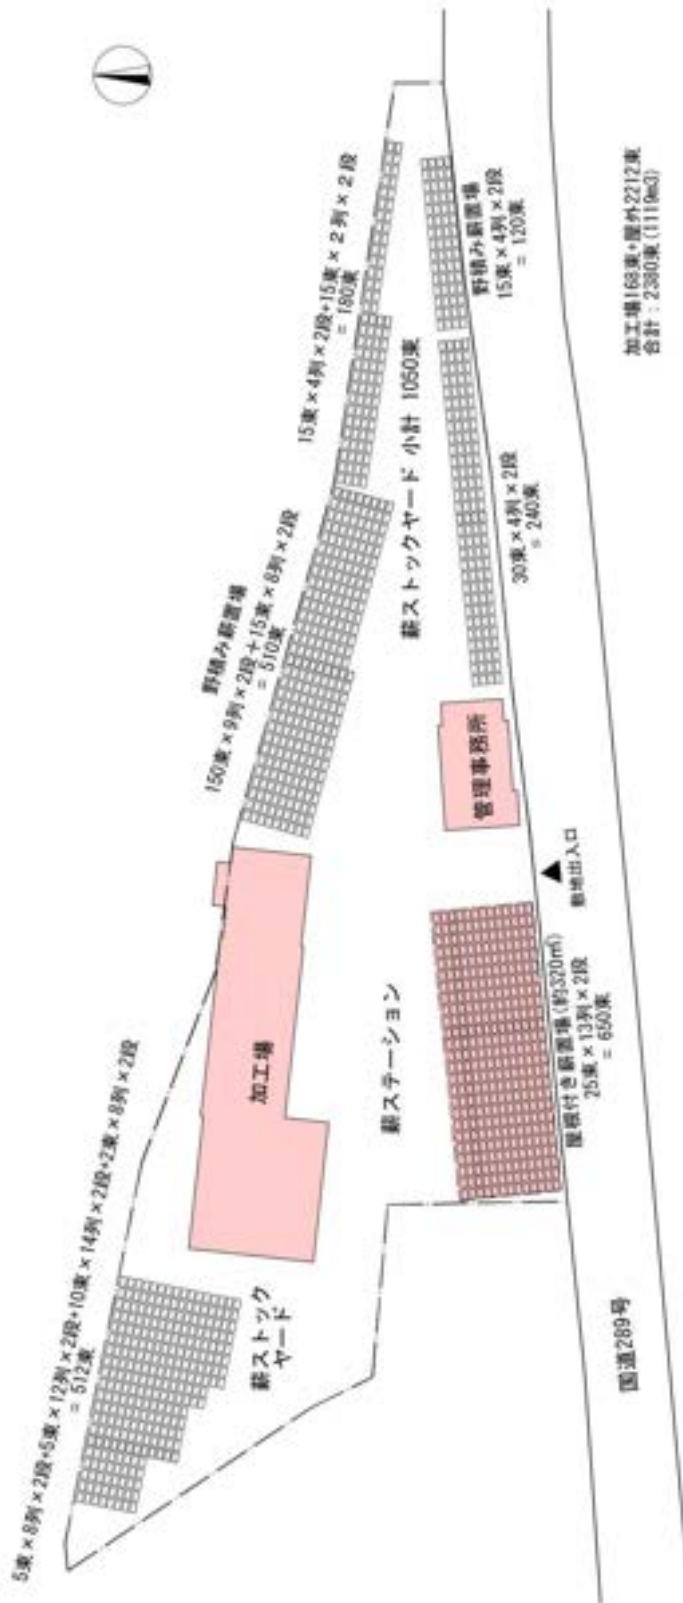 5束×8列×2段+5束×12列×2段+10束×14列×2段+2束×8列×2段
= 512束
薪ストック
ヤード
加工場
野積み薪置場
150束×9列×2段+15束×8列×2段
= 510束
15束×4列×2段+15束×2列×2段
= 180束
薪ストックヤード 小計 1050束
野積み薪置場
15束×4列×2段
= 120束
30束×4列×2段
= 240束
管理事務所
敷地出入口
薪ステーション
屋根付き薪置場(約320㎡)
25束×13列×2段
= 650束
国道289号
加工場168束+屋外2212束
合計：2380束(1119m3)